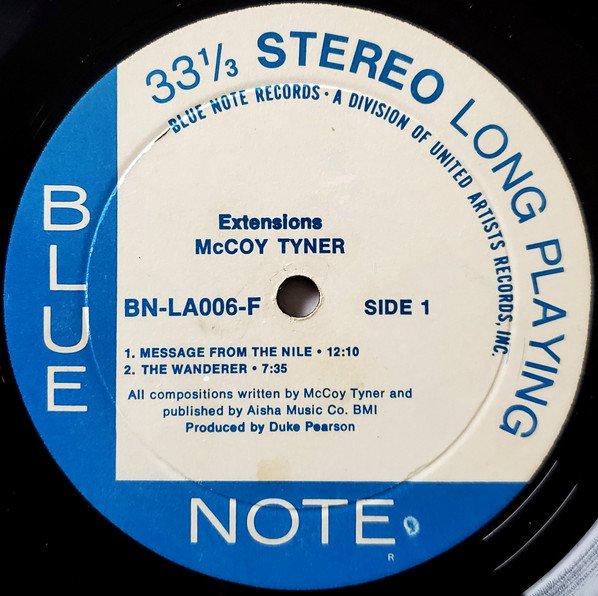 33⅓ STEREO LONG PLAYING
BLUE NOTE RECORDS • A DIVISION OF UNITED ARTISTS RECORDS, INC.
BLUE
Extensions
McCOY TYNER
BN-LA006-F SIDE 1
1. MESSAGE FROM THE NILE • 12:10
2. THE WANDERER • 7:35
All compositions written by McCoy Tyner and
published by Aisha Music Co. BMI
Produced by Duke Pearson
NOTE
R